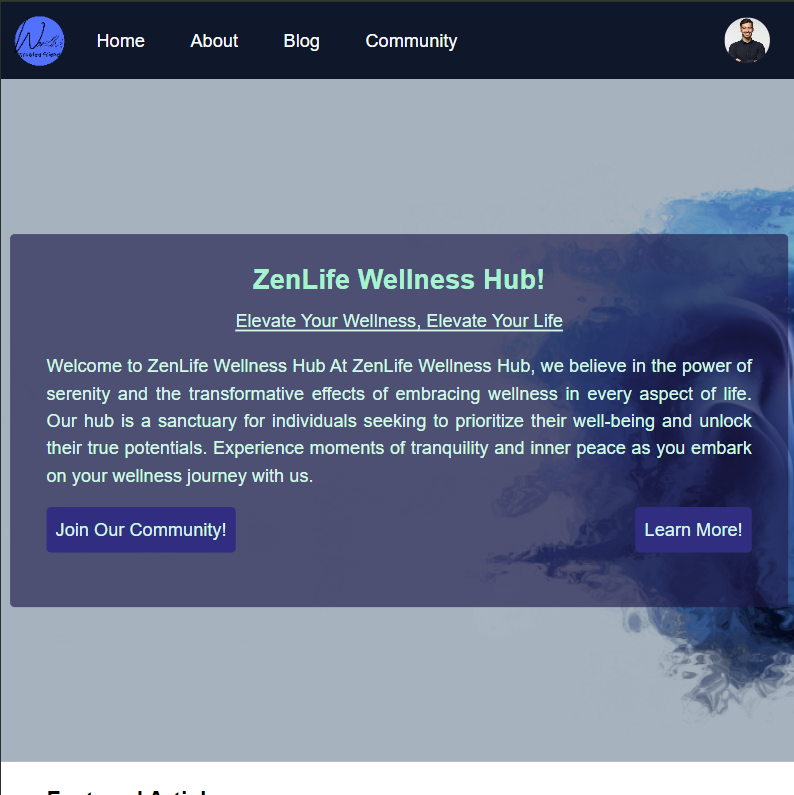 Home About Blog Community
ZenLife Wellness Hub!
Elevate Your Wellness, Elevate Your Life
Welcome to ZenLife Wellness Hub At ZenLife Wellness Hub, we believe in the power of
serenity and the transformative effects of embracing wellness in every aspect of life.
Our hub is a sanctuary for individuals seeking to prioritize their well-being and unlock
their true potentials. Experience moments of tranquility and inner peace as you embark
on your wellness journey with us.
Join Our Community! Learn More!